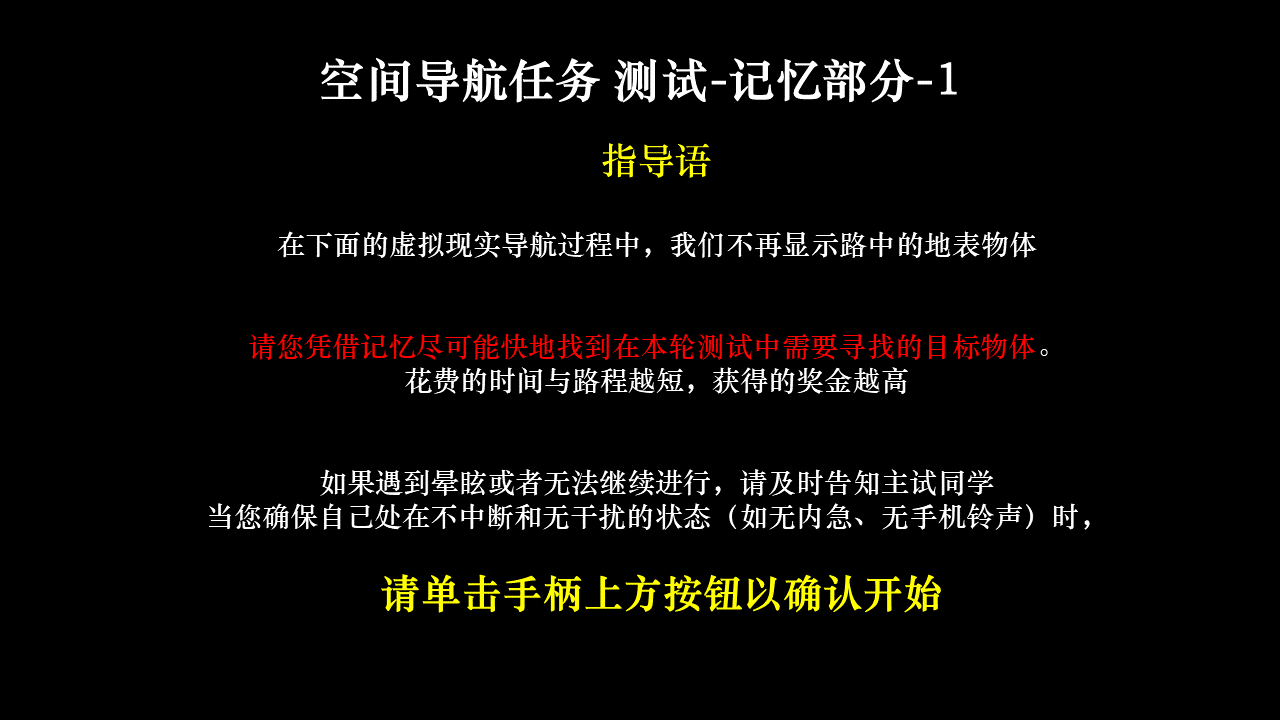 空间导航任务 测试-记忆部分-1
指导语
在下面的虚拟现实导航过程中，我们不再显示路中的地表物体
请您凭借记忆尽可能快地找到在本轮测试中需要寻找的目标物体。
花费的时间与路程越短，获得的奖金越高
如果遇到晕眩或者无法继续进行，请及时告知主试同学
当您确保自己处在不中断和无干扰的状态（如无内急、无手机铃声）时，
请单击手柄上方按钮以确认开始